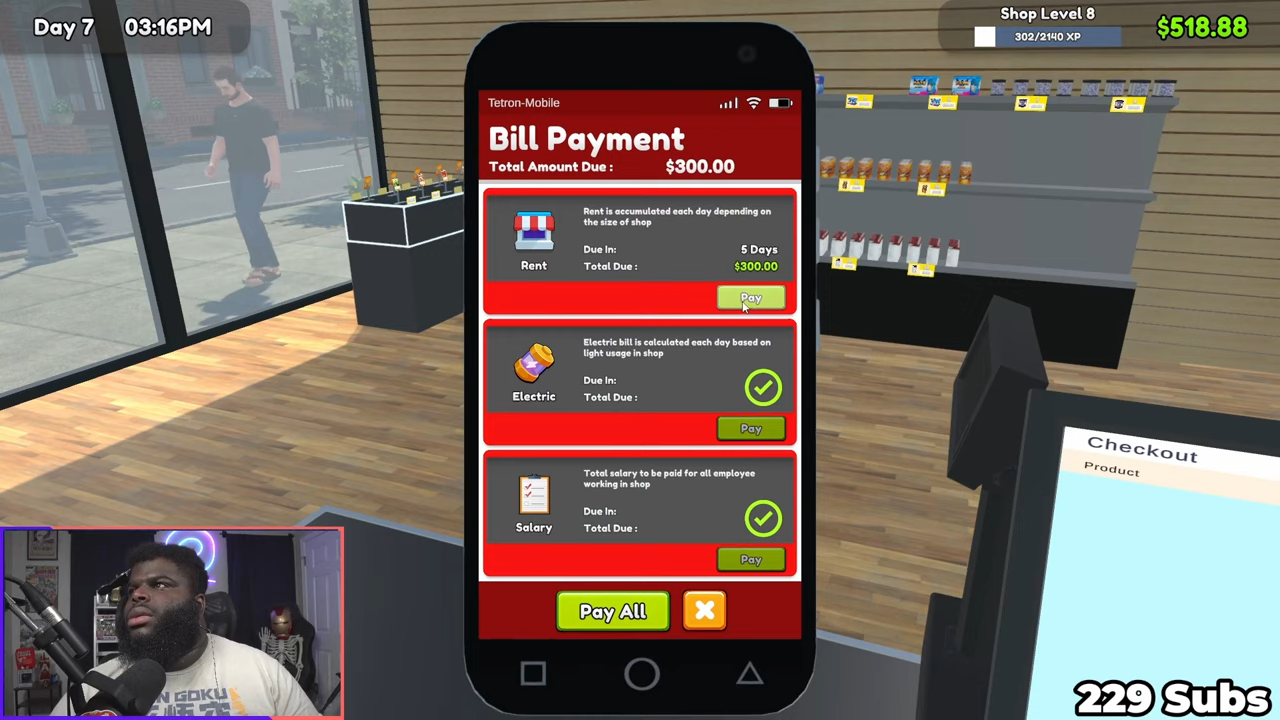 Day 7 03:16PM
Shop Level 8
302/2140 XP
$518.88
Tetron-Mobile
Bill Payment
Total Amount Due : $300.00
Rent is accumulated each day depending on
the size of shop
Due In: 5 Days
Total Due : $300.00
Rent
Pay
Electric bill is calculated each day based on
light usage in shop
Due In:
Total Due :
Electric
Pay
Total salary to be paid for all employee
working in shop
Due In:
Total Due :
Salary
Pay
Pay All
Checkout
Product
229 Subs